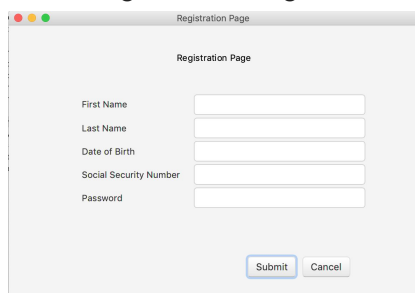 Registration Page
Registration Page
First Name
Last Name
Date of Birth
Social Security Number
Password
Submit Cancel